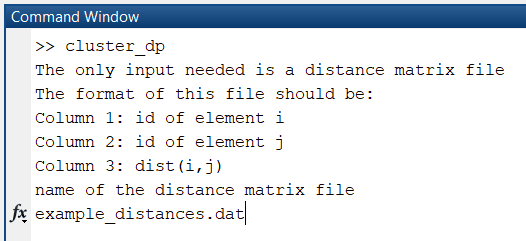 Command Window
>> cluster_dp
The only input needed is a distance matrix file
The format of this file should be:
Column 1: id of element i
Column 2: id of element j
Column 3: dist(i,j)
name of the distance matrix file
fx example_distances.dat